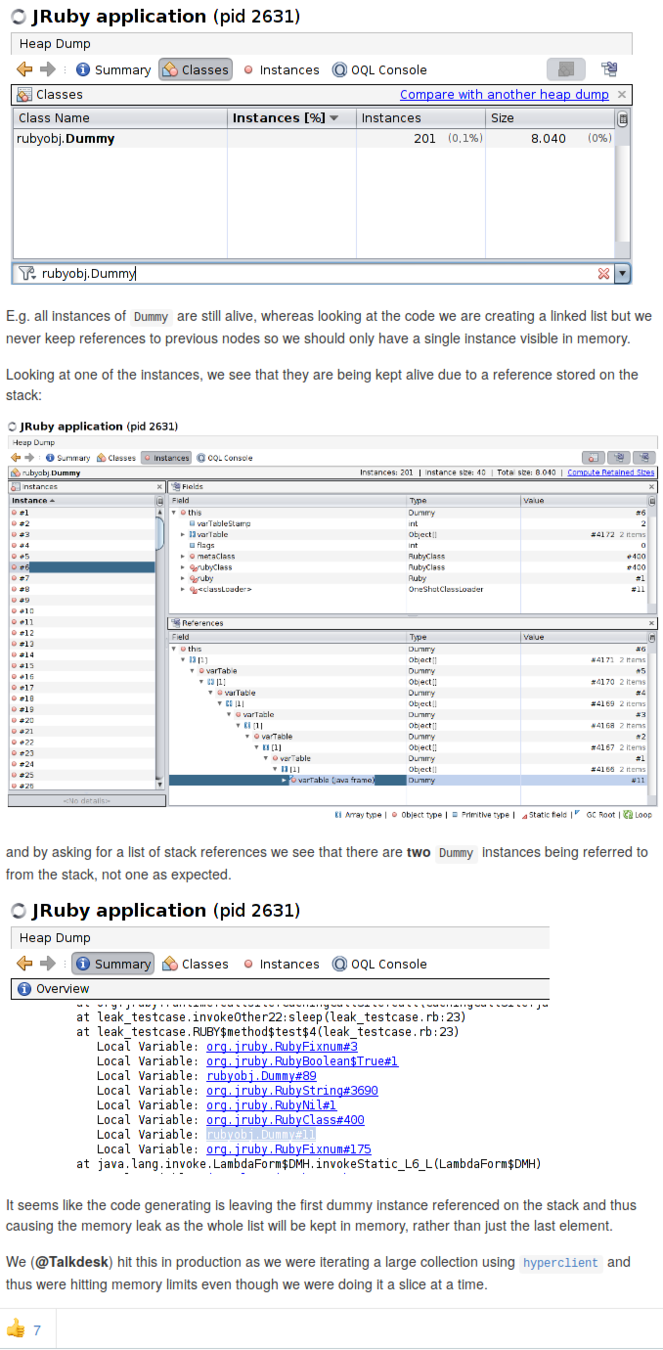 JRuby application (pid 2631)
Heap Dump
Summary Classes Instances OQL Console
Classes Compare with another heap dump ×
Class Name Instances [%] Instances Size
rubyobj.Dummy 201 (0,1%) 8.040 (0%)
rubyobj.Dummy
E.g. all instances of Dummy are still alive, whereas looking at the code we are creating a linked list but we
never keep references to previous nodes so we should only have a single instance visible in memory.
Looking at one of the instances, we see that they are being kept alive due to a reference stored on the
stack:
JRuby application (pid 2631)
Heap Dump
Summary Classes Instances OQL Console
rubyobj.Dummy Instances: 201 | Instance size: 40 | Total size: 8.040 | Compute Retained Sizes
Instances ×
Instance
#1
#2
#3
#4
#5
#6
#7
#8
#9
#10
#11
#12
#13
#14
#15
#16
#17
#18
#19
#20
#21
#22
#23
#24
#25
#26
<No details>
Fields ×
Field Type Value
this Dummy #6
varTableStamp int 2
varTable Object[] #4172 2 items
flags int 0
metaClass RubyClass #400
rubyClass RubyClass #400
ruby Ruby #1
<classLoader> OneShotClassLoader #11
References ×
Field Type Value
this Dummy #6
[1] Object[] #4171 2 items
varTable Dummy #5
[1] Object[] #4170 2 items
varTable Dummy #4
[1] Object[] #4169 2 items
varTable Dummy #3
[1] Object[] #4168 2 items
varTable Dummy #2
[1] Object[] #4167 2 items
varTable Dummy #1
[1] Object[] #4166 2 items
varTable (Java frame) Dummy #11
Array type | Object type | Primitive type | Static field | GC Root | Loop
and by asking for a list of stack references we see that there are two Dummy instances being referred to
from the stack, not one as expected.
JRuby application (pid 2631)
Heap Dump
Summary Classes Instances OQL Console
Overview
at leak_testcase.invokeOther22:sleep(leak_testcase.rb:23)
at leak_testcase.RUBY$method$test$4(leak_testcase.rb:23)
Local Variable: org.jruby.RubyFixnum#3
Local Variable: org.jruby.RubyBoolean$True#1
Local Variable: rubyobj.Dummy#89
Local Variable: org.jruby.RubyString#3690
Local Variable: org.jruby.RubyNil#1
Local Variable: org.jruby.RubyClass#400
Local Variable: rubyobj.Dummy#11
Local Variable: org.jruby.RubyFixnum#175
at java.lang.invoke.LambdaForm$DMH.invokeStatic_L6_L(LambdaForm$DMH)
It seems like the code generating is leaving the first dummy instance referenced on the stack and thus
causing the memory leak as the whole list will be kept in memory, rather than just the last element.
We (@Talkdesk) hit this in production as we were iterating a large collection using hyperclient and
thus were hitting memory limits even though we were doing it a slice at a time.
👍 7